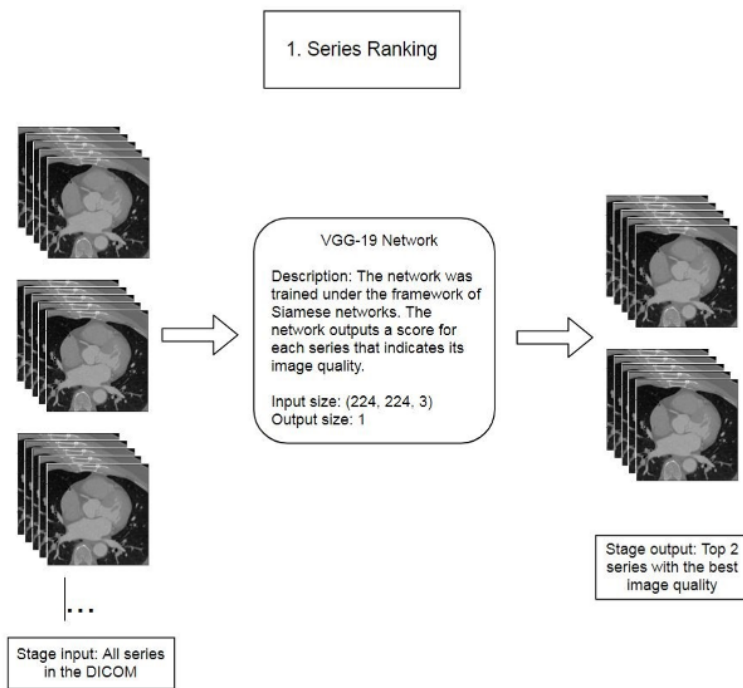 1. Series Ranking
VGG-19 Network
Description: The network was
trained under the framework of
Siamese networks. The
network outputs a score for
each series that indicates its
image quality.
Input size: (224, 224, 3)
Output size: 1
...
Stage input: All series
in the DICOM
Stage output: Top 2
series with the best
image quality